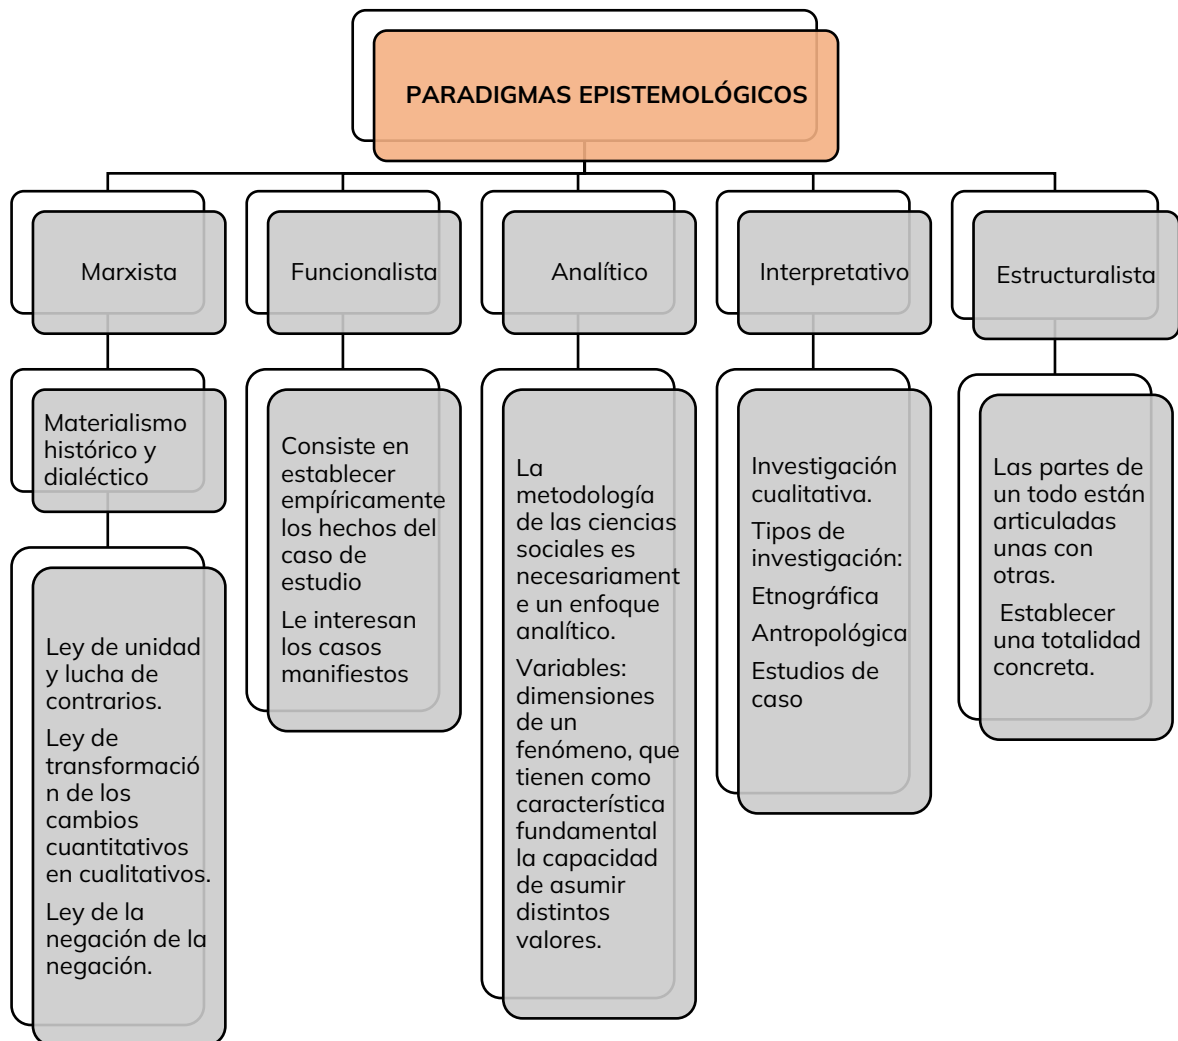 PARADIGMAS EPISTEMOLÓGICOS
Marxista
Funcionalista
Analítico
Interpretativo
Estructuralista
Materialismo
histórico y
dialéctico
Ley de unidad
y lucha de
contrarios.
Ley de
transformació
n de los
cambios
cuantitativos
en cualitativos.
Ley de la
negación de la
negación.
Consiste en
establecer
empíricamente
los hechos del
caso de
estudio
Le interesan
los casos
manifiestos
La
metodología
de las ciencias
sociales es
necesariament
e un enfoque
analítico.
Variables:
dimensiones
de un
fenómeno, que
tienen como
característica
fundamental
la capacidad
de asumir
distintos
valores.
Investigación
cualitativa.
Tipos de
investigación:
Etnográfica
Antropológica
Estudios de
caso
Las partes de
un todo están
articuladas
unas con
otras.
Establecer
una totalidad
concreta.